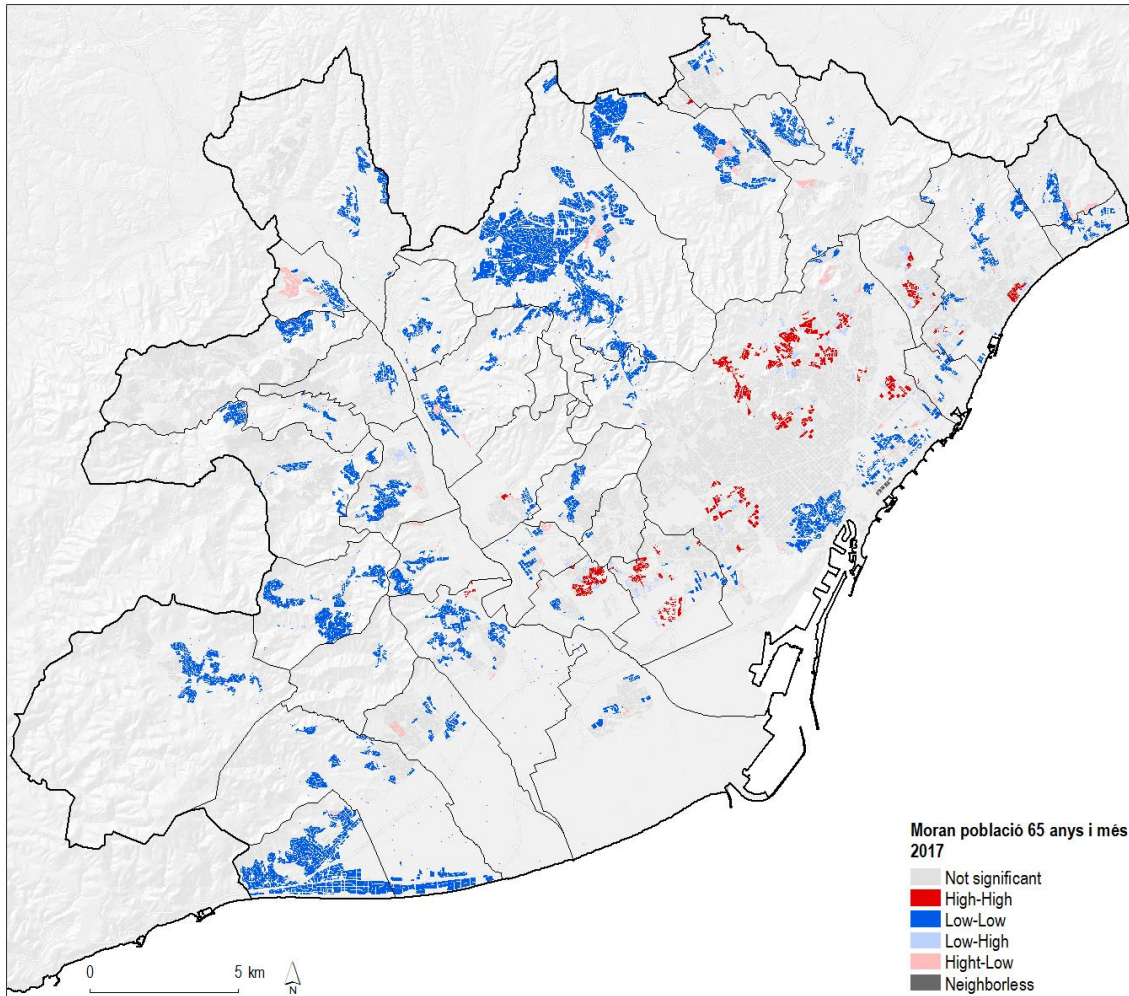 Moran població 65 anys i més
2017
Not significant
High-High
Low-Low
Low-High
Hight-Low
Neighborless
0 5 km
N